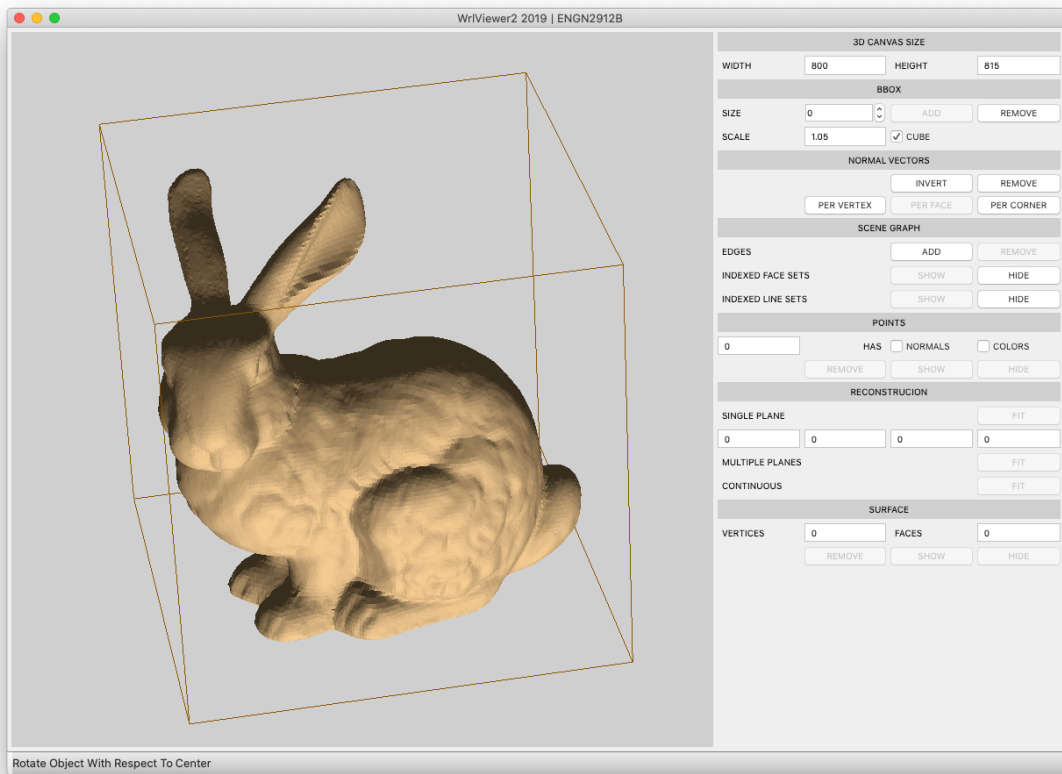 WrlViewer2 2019 | ENGN2912B
3D CANVAS SIZE
WIDTH 800 HEIGHT 815
BBOX
SIZE 0 ADD REMOVE
SCALE 1.05 CUBE
NORMAL VECTORS
INVERT REMOVE
PER VERTEX PER FACE PER CORNER
SCENE GRAPH
EDGES ADD REMOVE
INDEXED FACE SETS SHOW HIDE
INDEXED LINE SETS SHOW HIDE
POINTS
0 HAS NORMALS COLORS
REMOVE SHOW HIDE
RECONSTRUCION
SINGLE PLANE FIT
0 0 0 0
MULTIPLE PLANES FIT
CONTINUOUS FIT
SURFACE
VERTICES 0 FACES 0
REMOVE SHOW HIDE
Rotate Object With Respect To Center